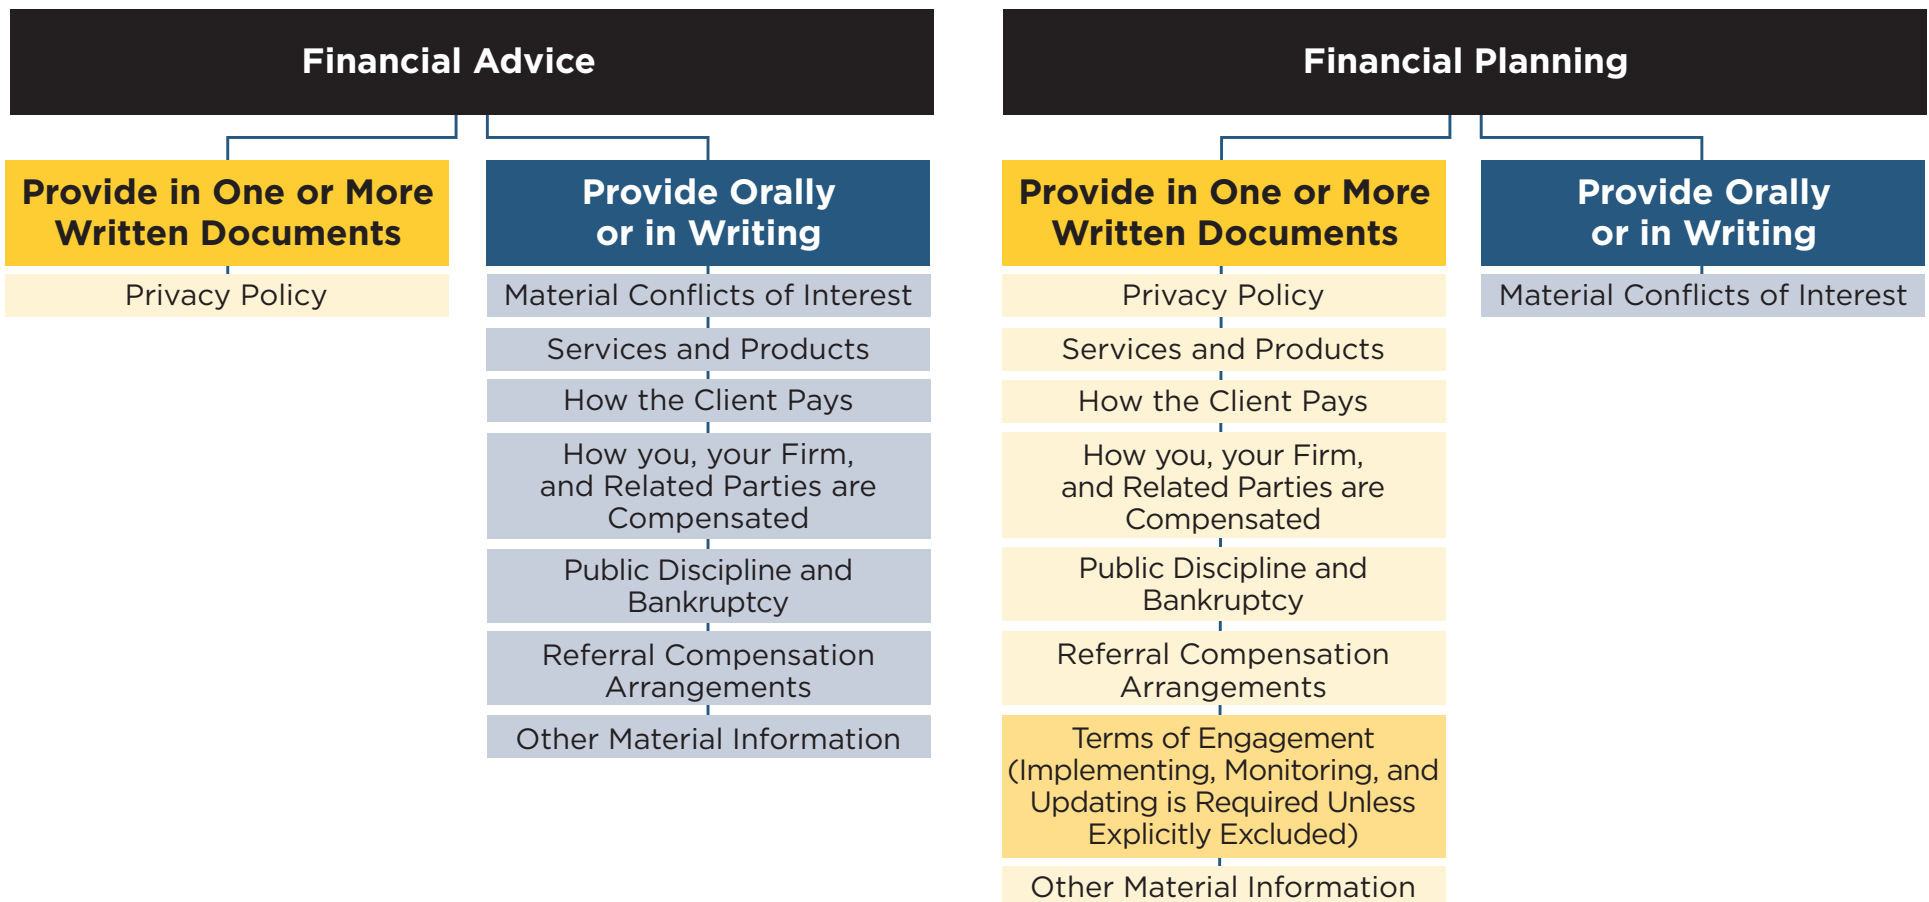 Financial Advice
Provide in One or More
Written Documents
Privacy Policy
Provide Orally
or in Writing
Material Conflicts of Interest
Services and Products
How the Client Pays
How you, your Firm,
and Related Parties are
Compensated
Public Discipline and
Bankruptcy
Referral Compensation
Arrangements
Other Material Information
Financial Planning
Provide in One or More
Written Documents
Privacy Policy
Services and Products
How the Client Pays
How you, your Firm,
and Related Parties are
Compensated
Public Discipline and
Bankruptcy
Referral Compensation
Arrangements
Terms of Engagement
(Implementing, Monitoring, and
Updating is Required Unless
Explicitly Excluded)
Other Material Information
Provide Orally
or in Writing
Material Conflicts of Interest